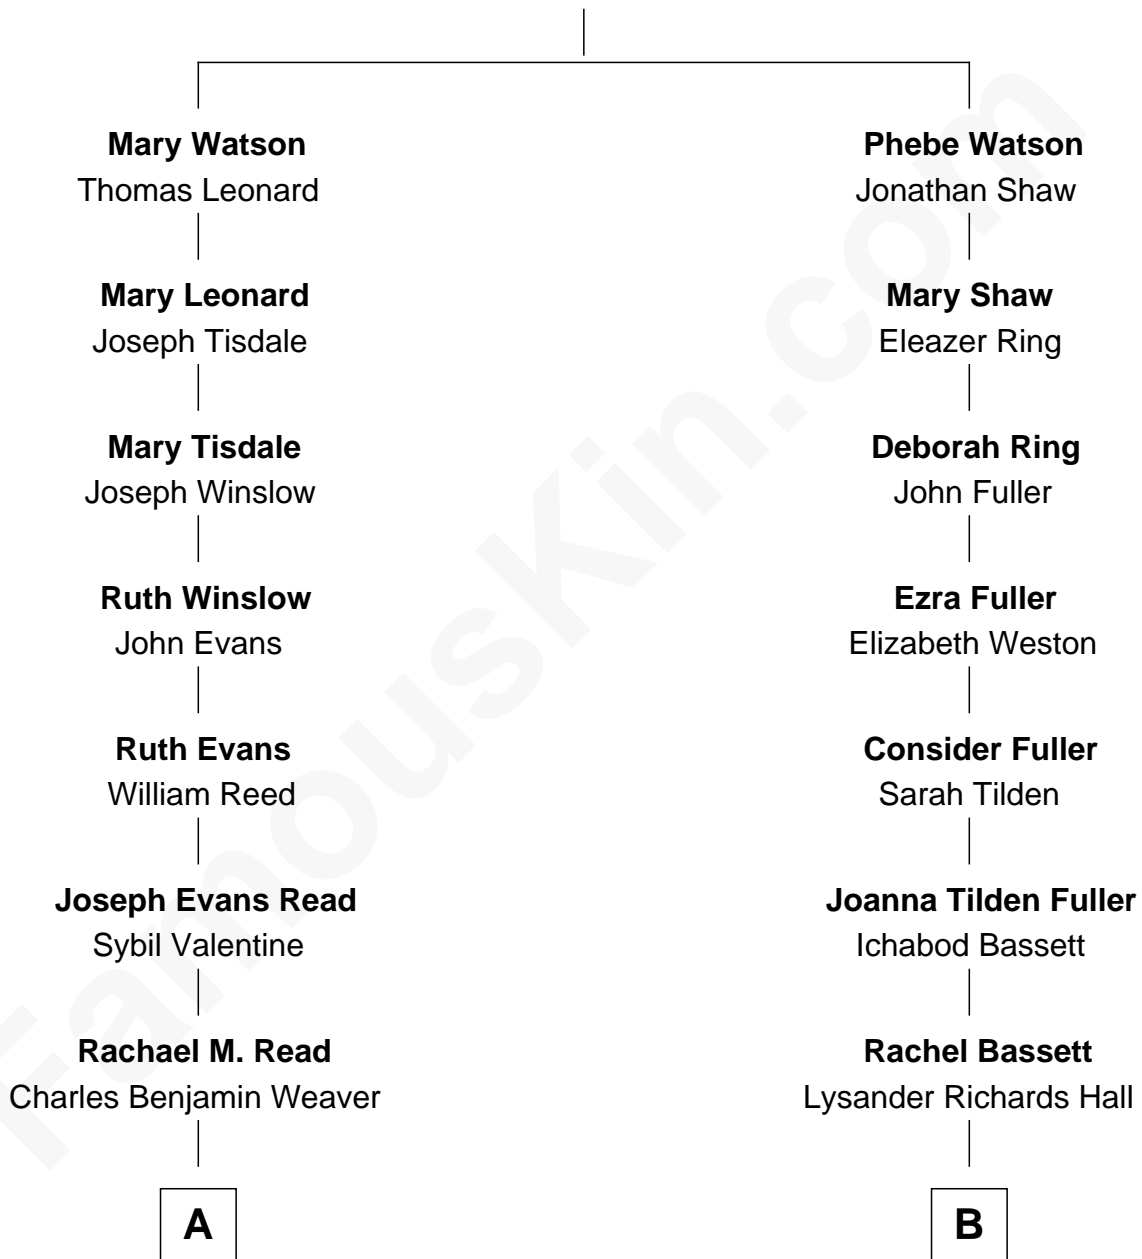 Mary Watson
Thomas Leonard
Mary Leonard
Joseph Tisdale
Mary Tisdale
Joseph Winslow
Ruth Winslow
John Evans
Ruth Evans
William Reed
Joseph Evans Read
Sybil Valentine
Rachael M. Read
Charles Benjamin Weaver
A
Phebe Watson
Jonathan Shaw
Mary Shaw
Eleazer Ring
Deborah Ring
John Fuller
Ezra Fuller
Elizabeth Weston
Consider Fuller
Sarah Tilden
Joanna Tilden Fuller
Ichabod Bassett
Rachel Bassett
Lysander Richards Hall
B
FamousKin.com